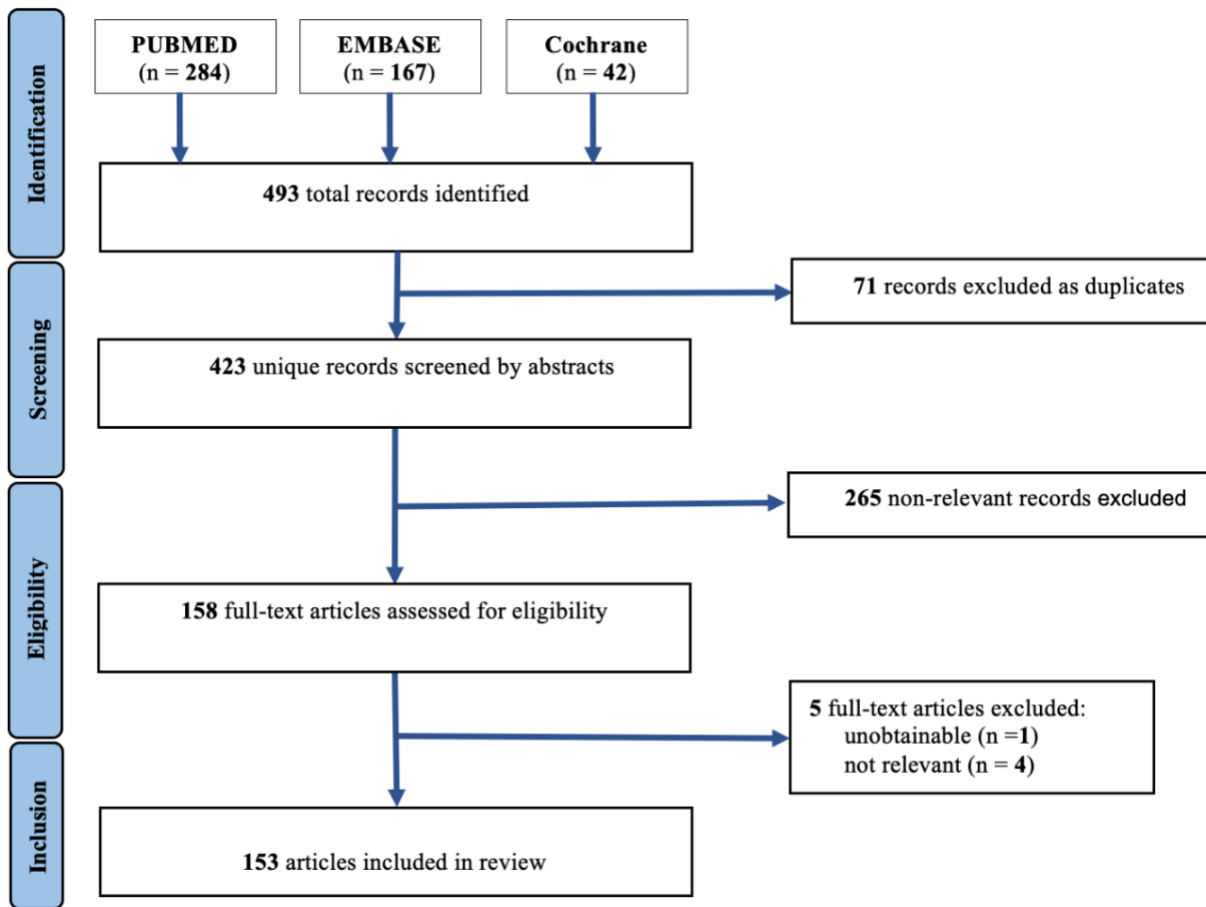 Identification
PUBMED
(n = 284)
EMBASE
(n = 167)
Cochrane
(n = 42)
493 total records identified
Screening
71 records excluded as duplicates
423 unique records screened by abstracts
Eligibility
265 non-relevant records excluded
158 full-text articles assessed for eligibility
5 full-text articles excluded:
unobtainable (n =1)
not relevant (n = 4)
Inclusion
153 articles included in review